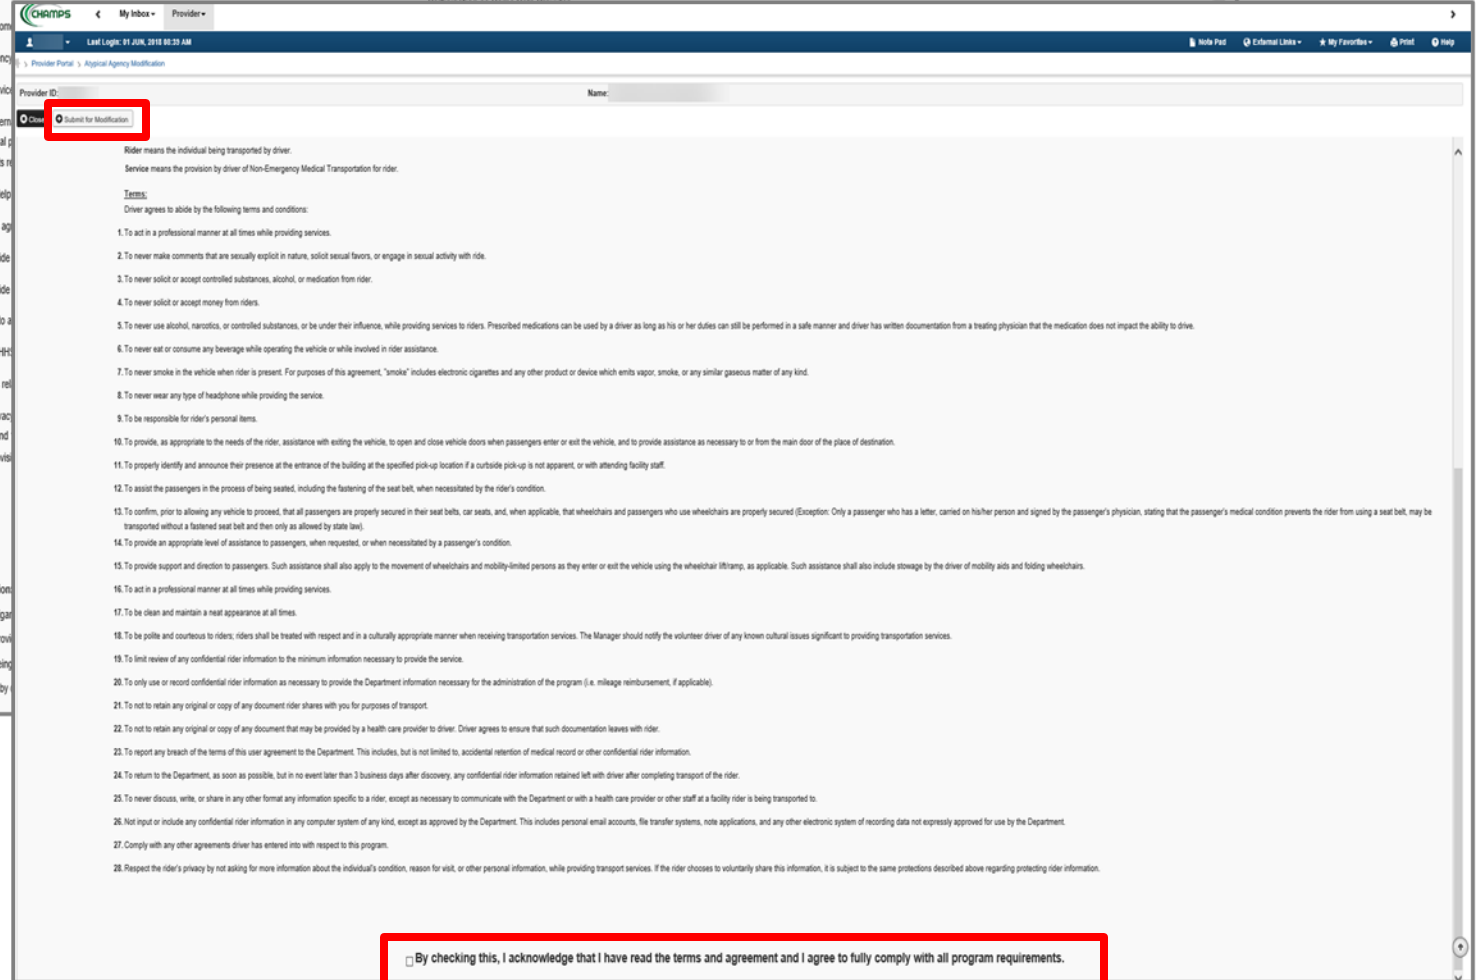 CHAMPS
My Inbox
Provider
Last Login: 01 JUN, 2018 08:33 AM
Note Pad
External Links
My Favorites
Print
Help
Provider Portal
Atypical Agency Modification
Provider ID:
Name:
Close
Submit for Modification
Rider means the individual being transported by driver.
Service means the provision by driver of Non-Emergency Medical Transportation for rider.
Terms:
Driver agrees to abide by the following terms and conditions:
1. To act in a professional manner at all times while providing services.
2. To never make comments that are sexually explicit in nature, solicit sexual favors, or engage in sexual activity with ride.
3. To never solicit or accept controlled substances, alcohol, or medication from rider.
4. To never solicit or accept money from riders.
5. To never use alcohol, narcotics, or controlled substances, or be under their influence, while providing services to riders. Prescribed medications can be used by a driver as long as his or her duties can still be performed in a safe manner and driver has written documentation from a treating physician that the medication does not impact the ability to drive.
6. To never eat or consume any beverage while operating the vehicle or while involved in rider assistance.
7. To never smoke in the vehicle when rider is present. For purposes of this agreement, "smoke" includes electronic cigarettes and any other product or device which emits vapor, smoke, or any similar gaseous matter of any kind.
8. To never wear any type of headphone while providing the service.
9. To be responsible for rider's personal items.
10. To provide, as appropriate to the needs of the rider, assistance with exiting the vehicle, to open and close vehicle doors when passengers enter or exit the vehicle, and to provide assistance as necessary to or from the main door of the place of destination.
11. To properly identify and announce their presence at the entrance of the building at the specified pick-up location if a curbside pick-up is not apparent, or with attending facility staff.
12. To assist the passengers in the process of being seated, including the fastening of the seat belt, when necessitated by the rider's condition.
13. To confirm, prior to allowing any vehicle to proceed, that all passengers are properly secured in their seat belts, car seats, and, when applicable, that wheelchairs and passengers who use wheelchairs are properly secured (Exception: Only a passenger who has a letter, carried on his/her person and signed by the passenger's physician, stating that the passenger's medical condition prevents the rider from using a seat belt, may be
transported without a fastened seat belt and then only as allowed by state law).
14. To provide an appropriate level of assistance to passengers, when requested, or when necessitated by a passenger's condition.
15. To provide support and direction to passengers. Such assistance shall also apply to the movement of wheelchairs and mobility-limited persons as they enter or exit the vehicle using the wheelchair lift/ramp, as applicable. Such assistance shall also include stowage by the driver of mobility aids and folding wheelchairs.
16. To act in a professional manner at all times while providing services.
17. To be clean and maintain a neat appearance at all times.
18. To be polite and courteous to riders; riders shall be treated with respect and in a culturally appropriate manner when receiving transportation services. The Manager should notify the volunteer driver of any known cultural issues significant to providing transportation services.
19. To limit review of any confidential rider information to the minimum information necessary to provide the service.
20. To only use or record confidential rider information as necessary to provide the Department information necessary for the administration of the program (i.e. mileage reimbursement, if applicable).
21. To not to retain any original or copy of any document rider shares with you for purposes of transport.
22. To not to retain any original or copy of any document that may be provided by a health care provider to driver. Driver agrees to ensure that such documentation leaves with rider.
23. To report any breach of the terms of this user agreement to the Department. This includes, but is not limited to, accidental retention of medical record or other confidential rider information.
24. To return to the Department, as soon as possible, but in no event later than 3 business days after discovery, any confidential rider information retained left with driver after completing transport of the rider.
25. To never discuss, write, or share in any other format any information specific to a rider, except as necessary to communicate with the Department or with a health care provider or other staff at a facility rider is being transported to.
26. Not input or include any confidential rider information in any computer system of any kind, except as approved by the Department. This includes personal email accounts, file transfer systems, note applications, and any other electronic system of recording data not expressly approved for use by the Department.
27. Comply with any other agreements driver has entered into with respect to this program.
28. Respect the rider's privacy by not asking for more information about the individual's condition, reason for visit, or other personal information, while providing transport services. If the rider chooses to voluntarily share this information, it is subject to the same protections described above regarding protecting rider information.
By checking this, I acknowledge that I have read the terms and agreement and I agree to fully comply with all program requirements.